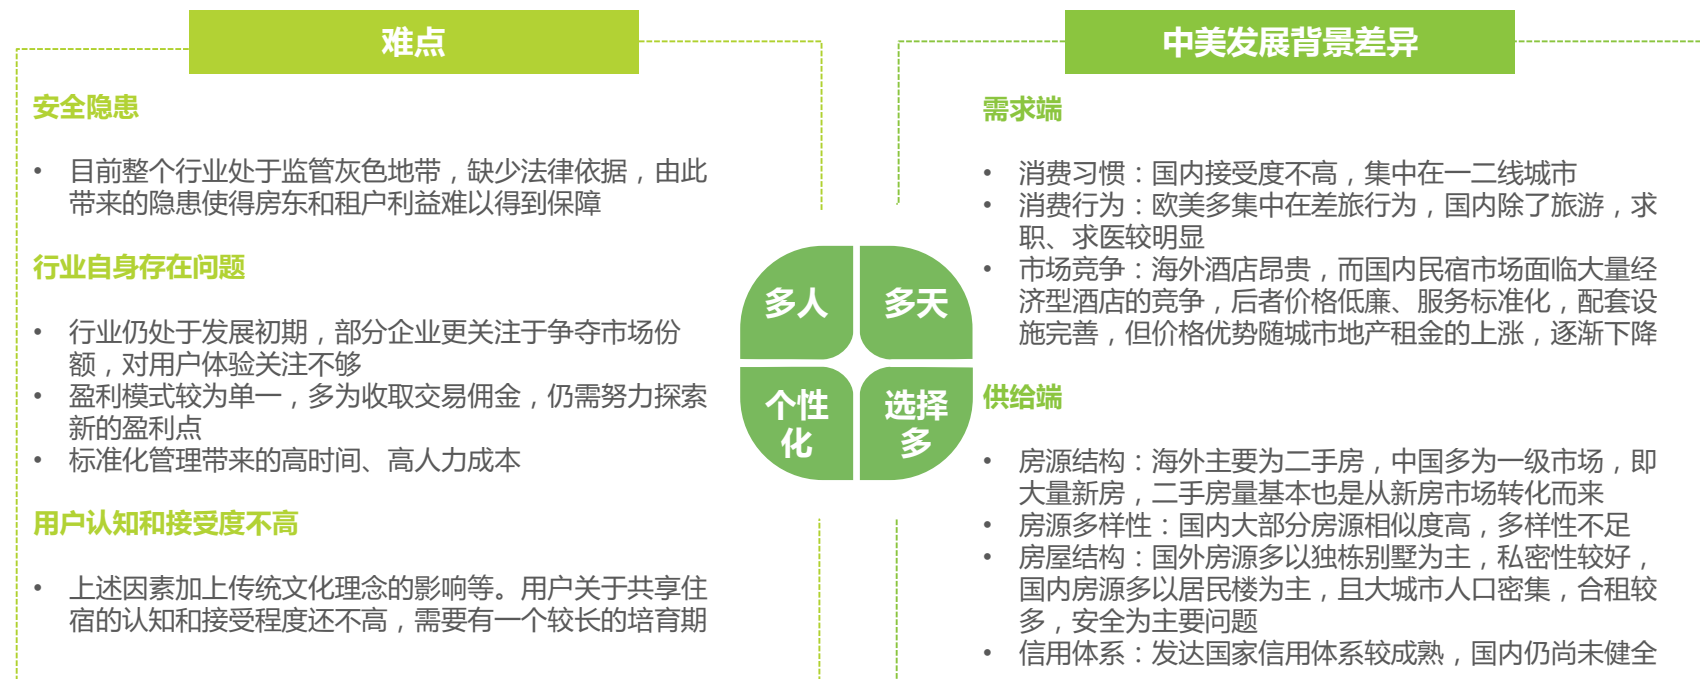 难点
安全隐患
• 目前整个行业处于监管灰色地带，缺少法律依据，由此
带来的隐患使得房东和租户利益难以得到保障
行业自身存在问题
• 行业仍处于发展初期，部分企业更关注于争夺市场份
额，对用户体验关注不够
• 盈利模式较为单一，多为收取交易佣金，仍需努力探索
新的盈利点
• 标准化管理带来的高时间、高人力成本
用户认知和接受度不高
• 上述因素加上传统文化理念的影响等。用户关于共享住
宿的认知和接受程度还不高，需要有一个较长的培育期
多人
多天
个性
化
选择
多
中美发展背景差异
需求端
• 消费习惯：国内接受度不高，集中在一二线城市
• 消费行为：欧美多集中在差旅行为，国内除了旅游，求
职、求医较明显
• 市场竞争：海外酒店昂贵，而国内民宿市场面临大量经
济型酒店的竞争，后者价格低廉、服务标准化，配套设
施完善，但价格优势随城市地产租金的上涨，逐渐下降
供给端
• 房源结构：海外主要为二手房，中国多为一级市场，即
大量新房，二手房量基本也是从新房市场转化而来
• 房源多样性：国内大部分房源相似度高，多样性不足
• 房屋结构：国外房源多以独栋别墅为主，私密性较好，
国内房源多以居民楼为主，且大城市人口密集，合租较
多，安全为主要问题
• 信用体系：发达国家信用体系较成熟，国内仍尚未健全